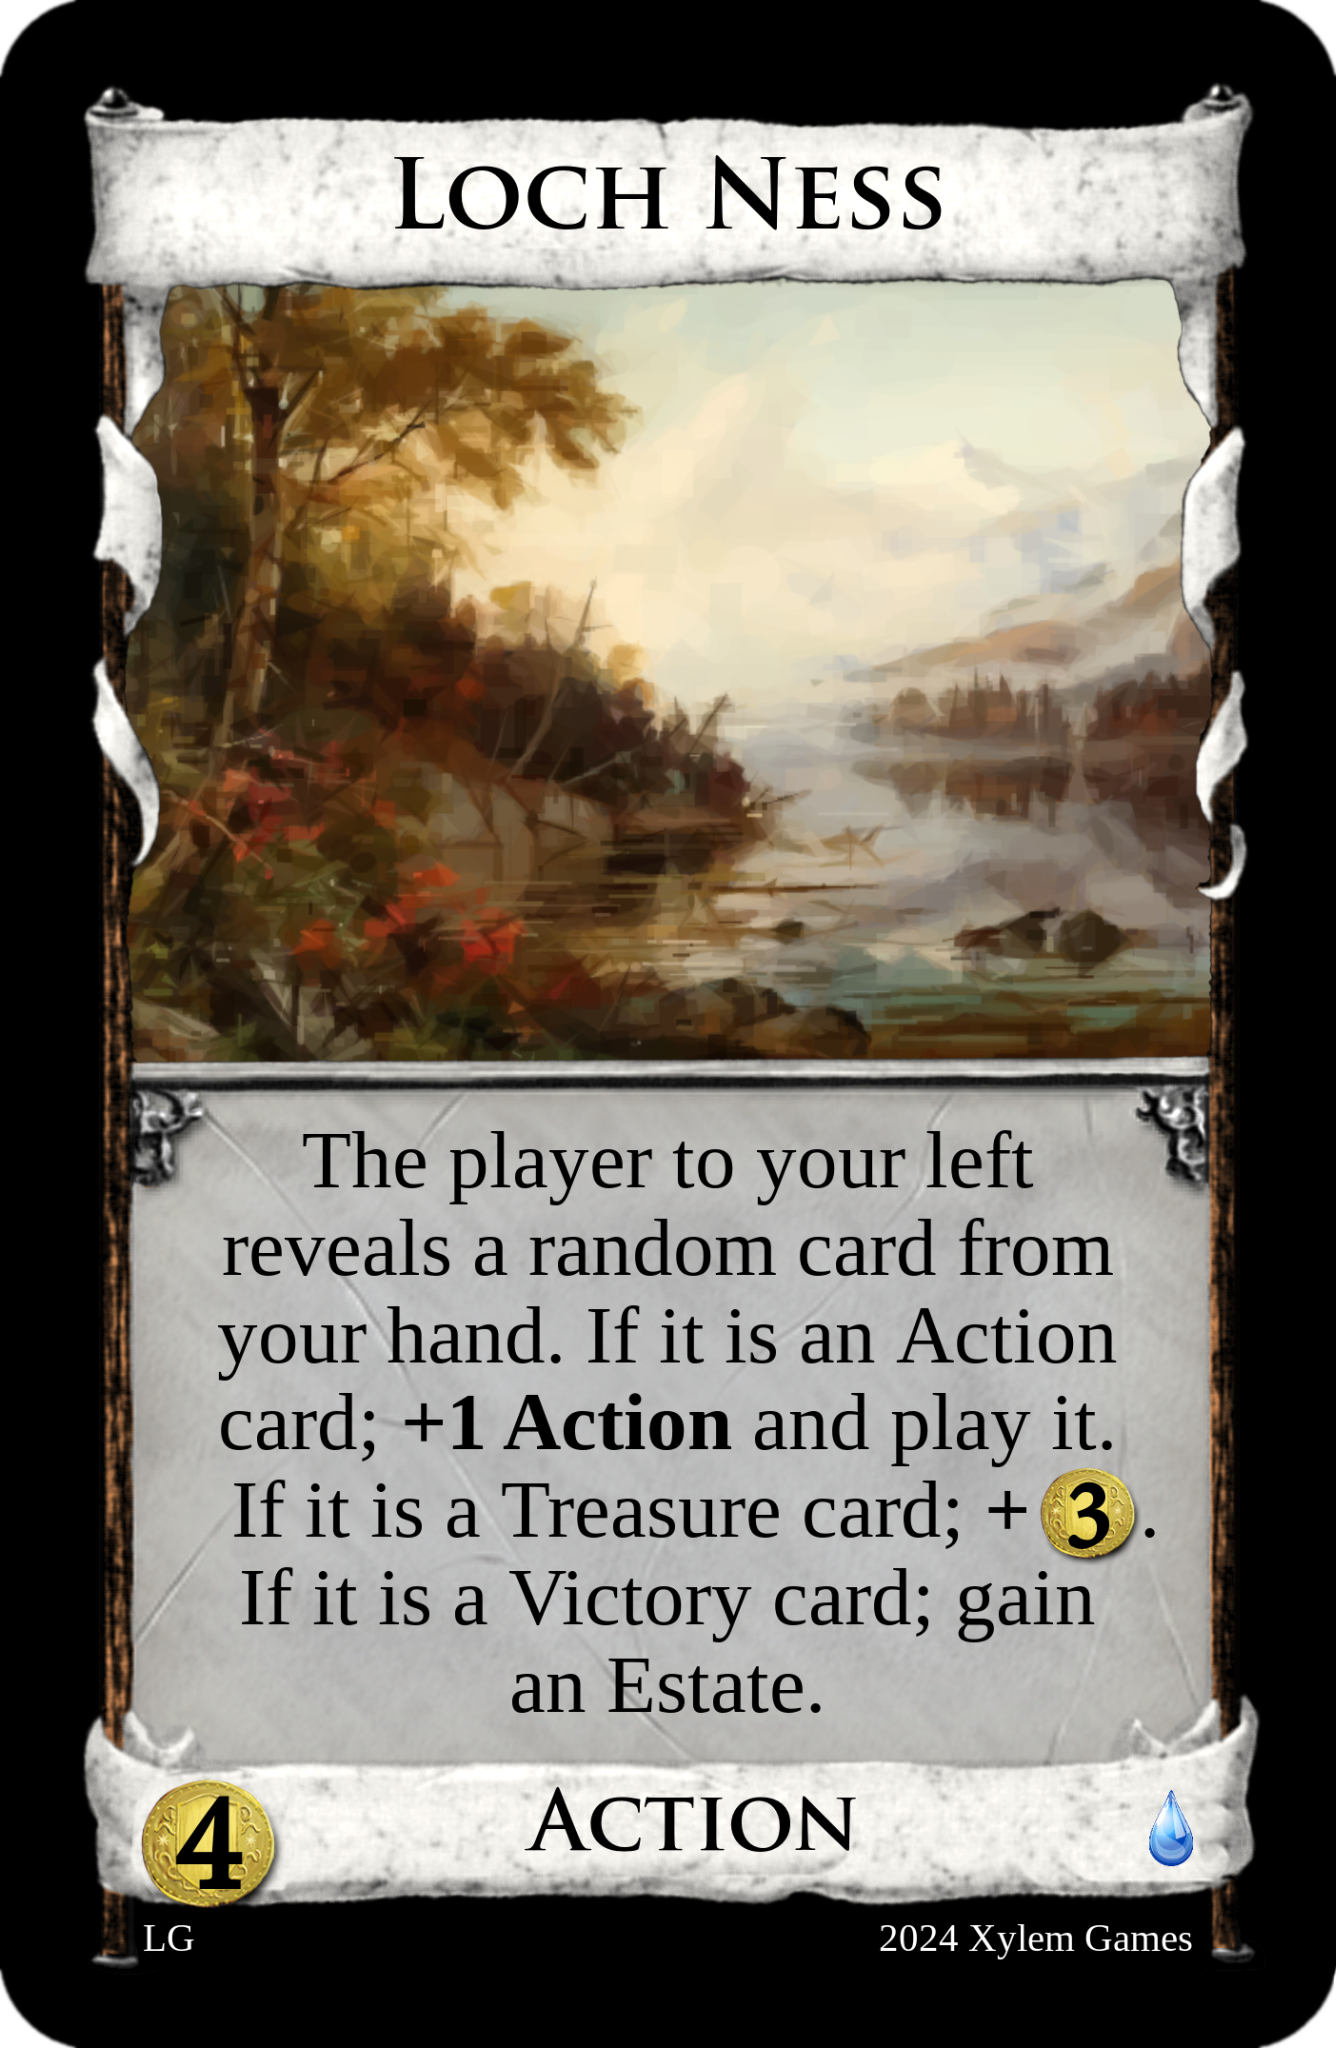 Loch Ness
The player to your left
reveals a random card from
your hand. If it is an Action
card; +1 Action and play it.
If it is a Treasure card; +3.
If it is a Victory card; gain
an Estate.
4 Action
LG 2024 Xylem Games